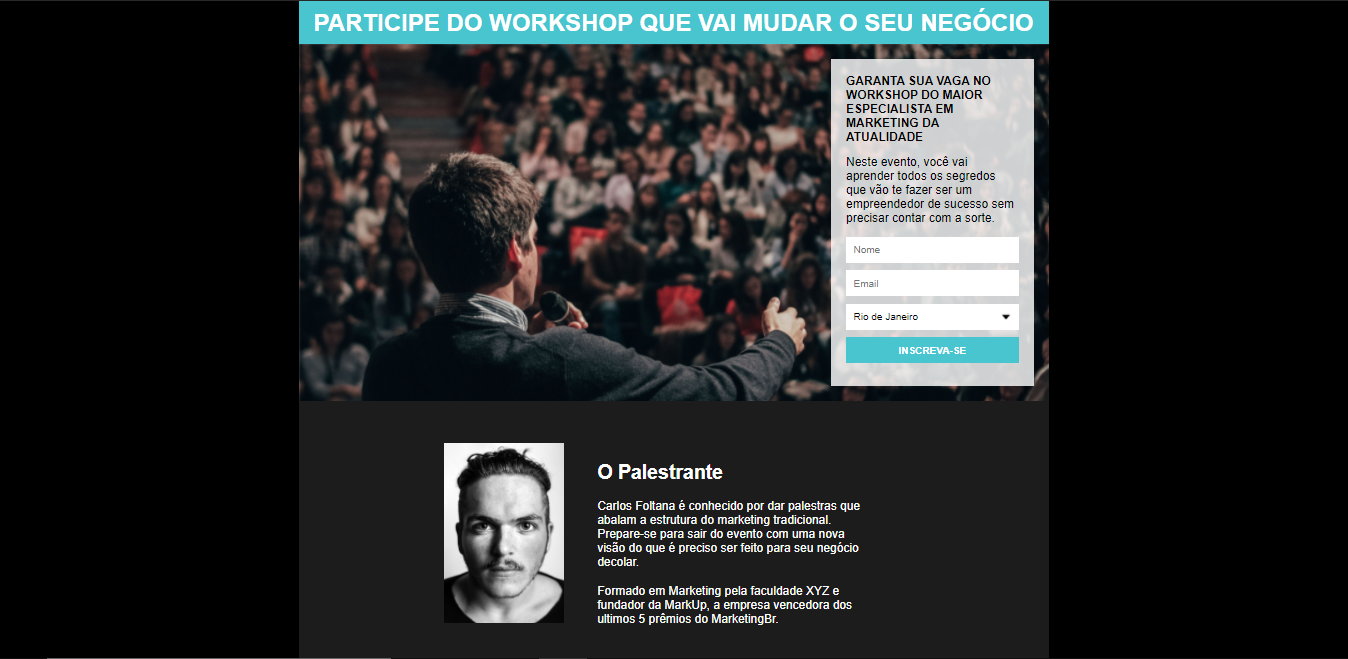 PARTICIPE DO WORKSHOP QUE VAI MUDAR O SEU NEGÓCIO
GARANTA SUA VAGA NO
WORKSHOP DO MAIOR
ESPECIALISTA EM
MARKETING DA
ATUALIDADE
Neste evento, você vai
aprender todos os segredos
que vão te fazer ser um
empreendedor de sucesso sem
precisar contar com a sorte.
Nome
Email
Rio de Janeiro
INSCREVA-SE
O Palestrante
Carlos Foltana é conhecido por dar palestras que
abalam a estrutura do marketing tradicional.
Prepare-se para sair do evento com uma nova
visão do que é preciso ser feito para seu negócio
decolar.
Formado em Marketing pela faculdade XYZ e
fundador da MarkUp, a empresa vencedora dos
ultimos 5 prêmios do MarketingBr.